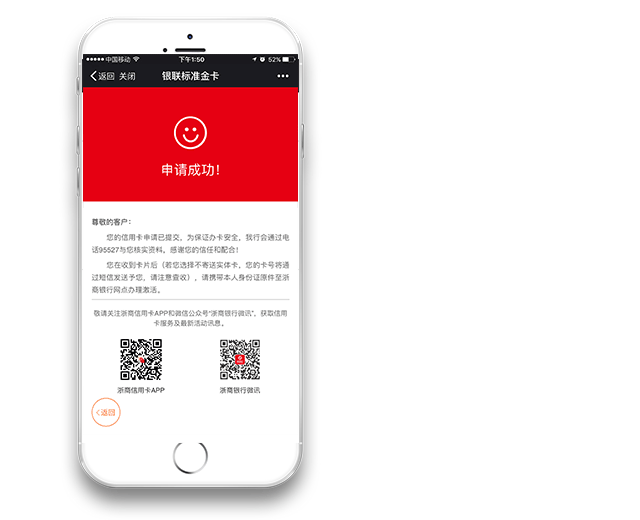 中国移动 下午1:50 52%
返回 关闭 银联标准金卡
申请成功！
尊敬的客户：
您的信用卡申请已提交，为保证办卡安全，我行会通过电
话95527与您核实资料。感谢您的信任和配合！
您在收到卡片后（若您选择不寄送实体卡，您的卡号将通
过短信发送予您，请注意查收），请携带本人身份证原件至浙
商银行网点办理激活。
敬请关注浙商信用卡APP和微信公众号“浙商银行微讯”，获取信用
卡服务及最新活动讯息。
浙商信用卡APP 浙商银行微讯
返回